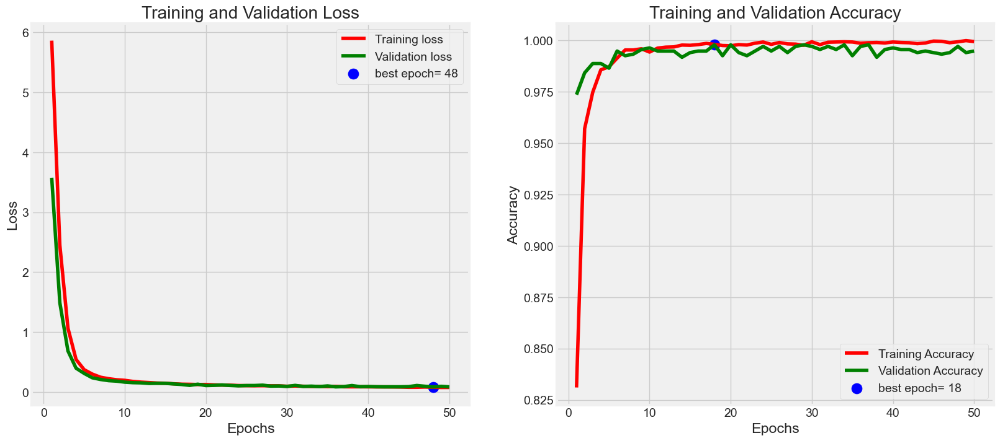 Training and Validation Loss
6
5
4
3
2
1
0
Loss
0 10 20 30 40 50
Epochs
Training loss
Validation loss
best epoch= 48
Training and Validation Accuracy
1.000
0.975
0.950
0.925
0.900
0.875
0.850
0.825
Accuracy
0 10 20 30 40 50
Epochs
Training Accuracy
Validation Accuracy
best epoch= 18